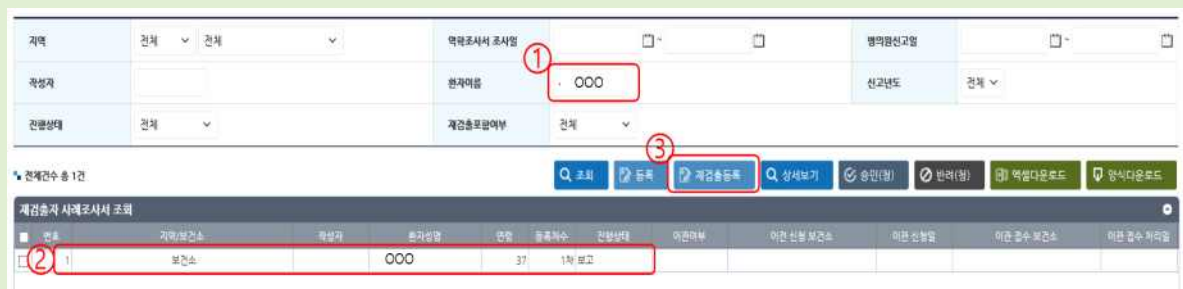 지역 전체 전체 역학조사서 조사일 ~ 병의원신고일 ~
①
작성자 환자이름 OOO 신고년도 전체
진행상태 전체 재검출포함여부 전체
③
전체건수 총 1건 조회 등록 재검출등록 상세보기 승인(청) 반려(청) 엑셀다운로드 양식다운로드
재검출자 사례조사서 조회
번호 지역/보건소 작성자 환자성명 연령 등록차수 진행상태 이관여부 이관 신청 보건소 이관 신청일 이관 접수 보건소 이관 접수 처리일
② 1 보건소 OOO 37 1차 보고